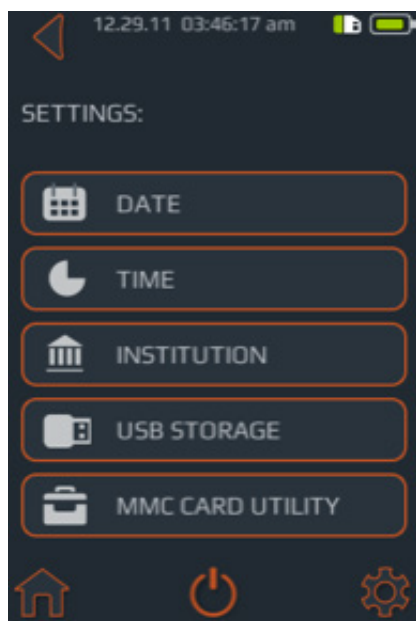 12.29.11 03:46:17 am
SETTINGS:
DATE
TIME
INSTITUTION
USB STORAGE
MMC CARD UTILITY